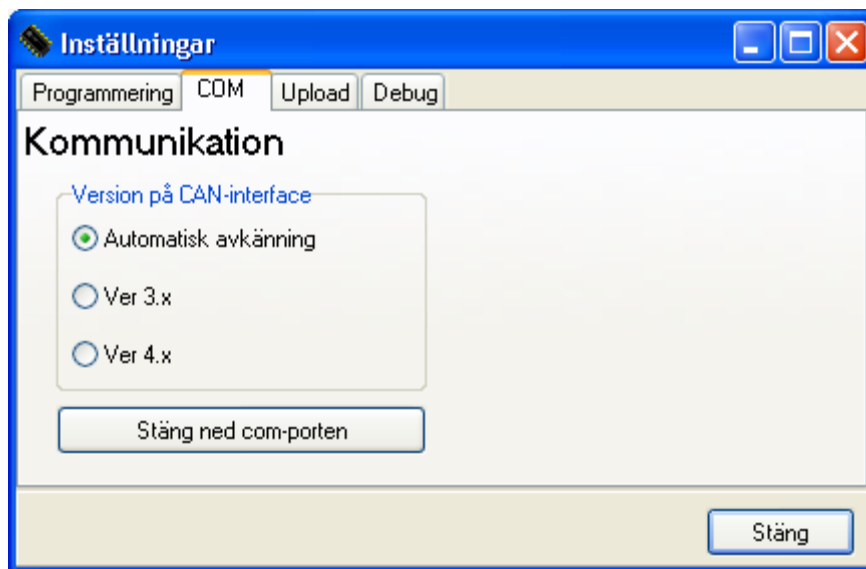 Inställningar
Programmering COM Upload Debug
Kommunikation
Version på CAN-interface
Automatisk avkänning
Ver 3.x
Ver 4.x
Stäng ned com-porten
Stäng